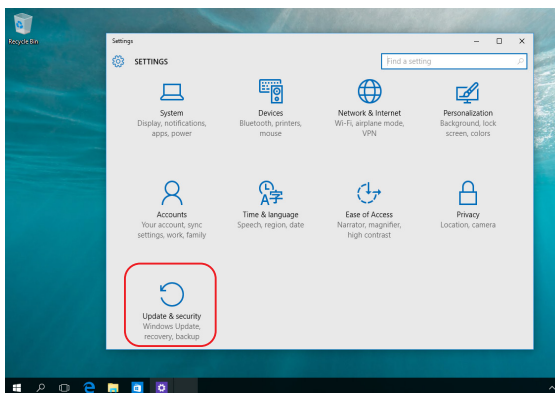 Recycle Bin
Settings
SETTINGS
Find a setting
System
Display, notifications,
apps, power
Devices
Bluetooth, printers,
mouse
Network & Internet
Wi-Fi, airplane mode,
VPN
Personalization
Background, lock
screen, colors
Accounts
Your account, sync
settings, work, family
Time & language
Speech, region, date
Ease of Access
Narrator, magnifier,
high contrast
Privacy
Location, camera
Update & security
Windows Update,
recovery, backup